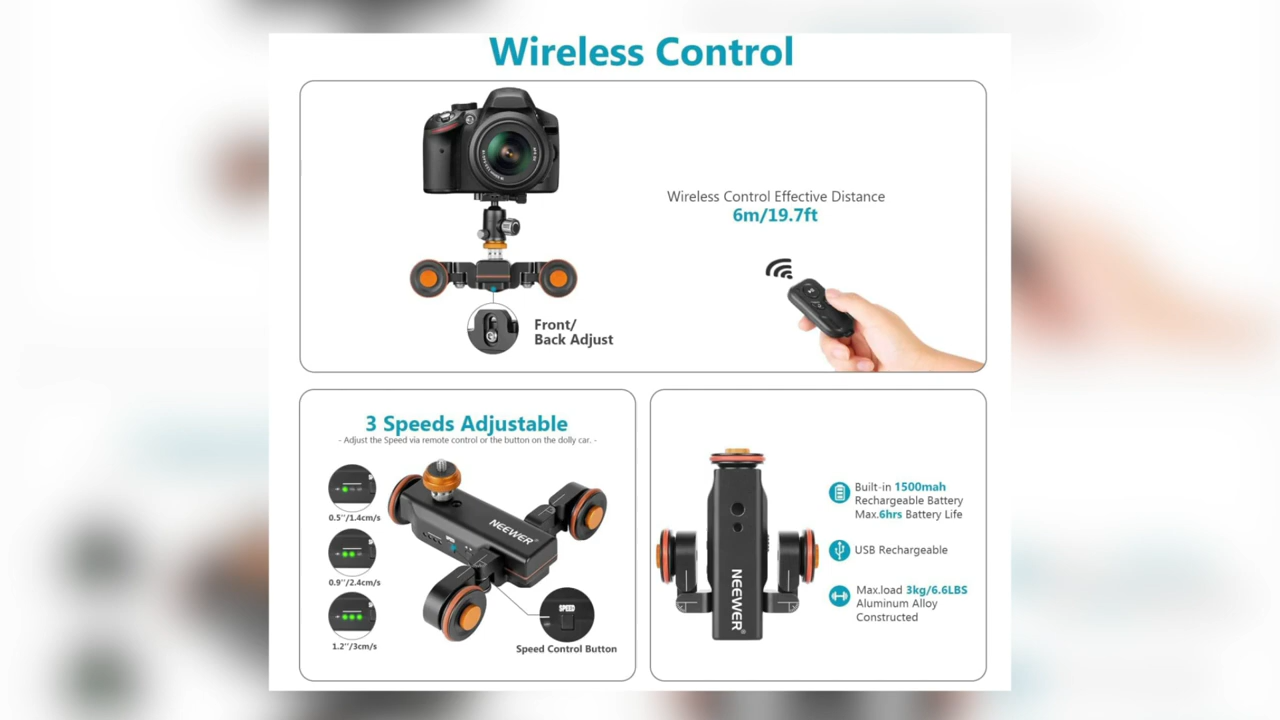 Wireless Control
Wireless Control Effective Distance
6m/19.7ft
Front/
Back Adjust
3 Speeds Adjustable
- Adjust the Speed via remote control or the button on the dolly car. -
0.5''/1.4cm/s
0.9''/2.4cm/s
1.2''/3cm/s
NEEWER®
SPEED
SPEED
Speed Control Button
NEEWER®
Built-in 1500mah
Rechargeable Battery
Max.6hrs Battery Life
USB Rechargeable
Max.load 3kg/6.6LBS
Aluminum Alloy
Constructed